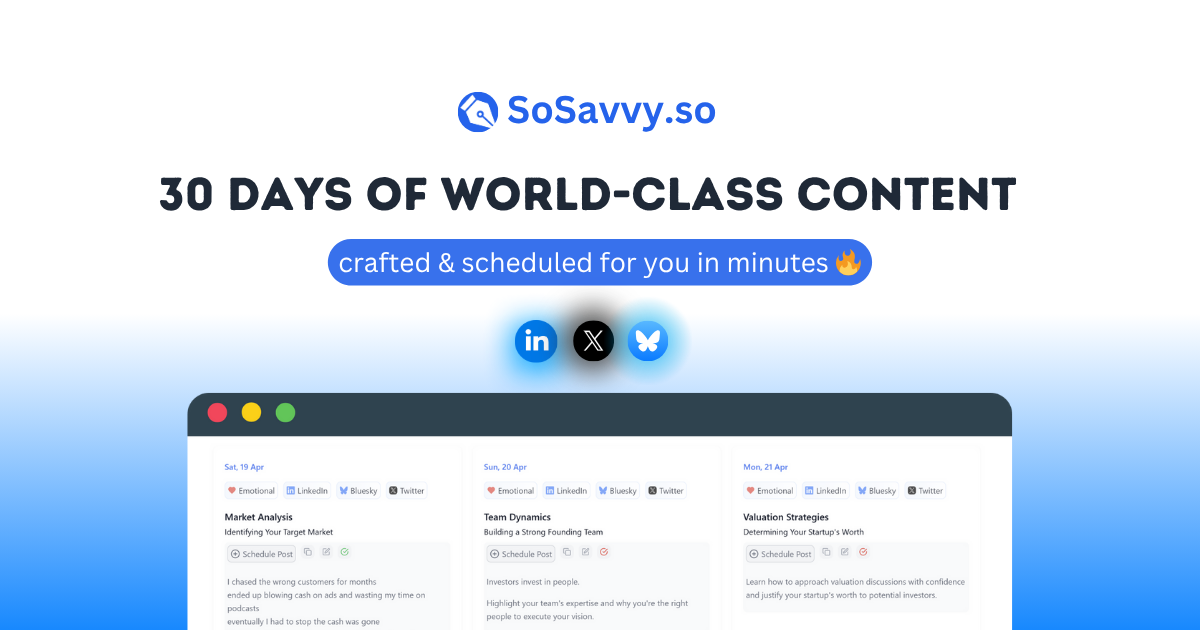 SoSavvy.so
30 DAYS OF WORLD-CLASS CONTENT
crafted & scheduled for you in minutes 🔥
in X
Sat, 19 Apr
Emotional LinkedIn Bluesky Twitter
Market Analysis
Identifying Your Target Market
Schedule Post
I chased the wrong customers for months
ended up blowing cash on ads and wasting my time on
podcasts
eventually I had to stop the cash was gone
Sun, 20 Apr
Emotional LinkedIn Bluesky Twitter
Team Dynamics
Building a Strong Founding Team
Schedule Post
Investors invest in people.
Highlight your team's expertise and why you're the right
people to execute your vision.
Mon, 21 Apr
Emotional LinkedIn Bluesky Twitter
Valuation Strategies
Determining Your Startup's Worth
Schedule Post
Learn how to approach valuation discussions with confidence
and justify your startup's worth to potential investors.